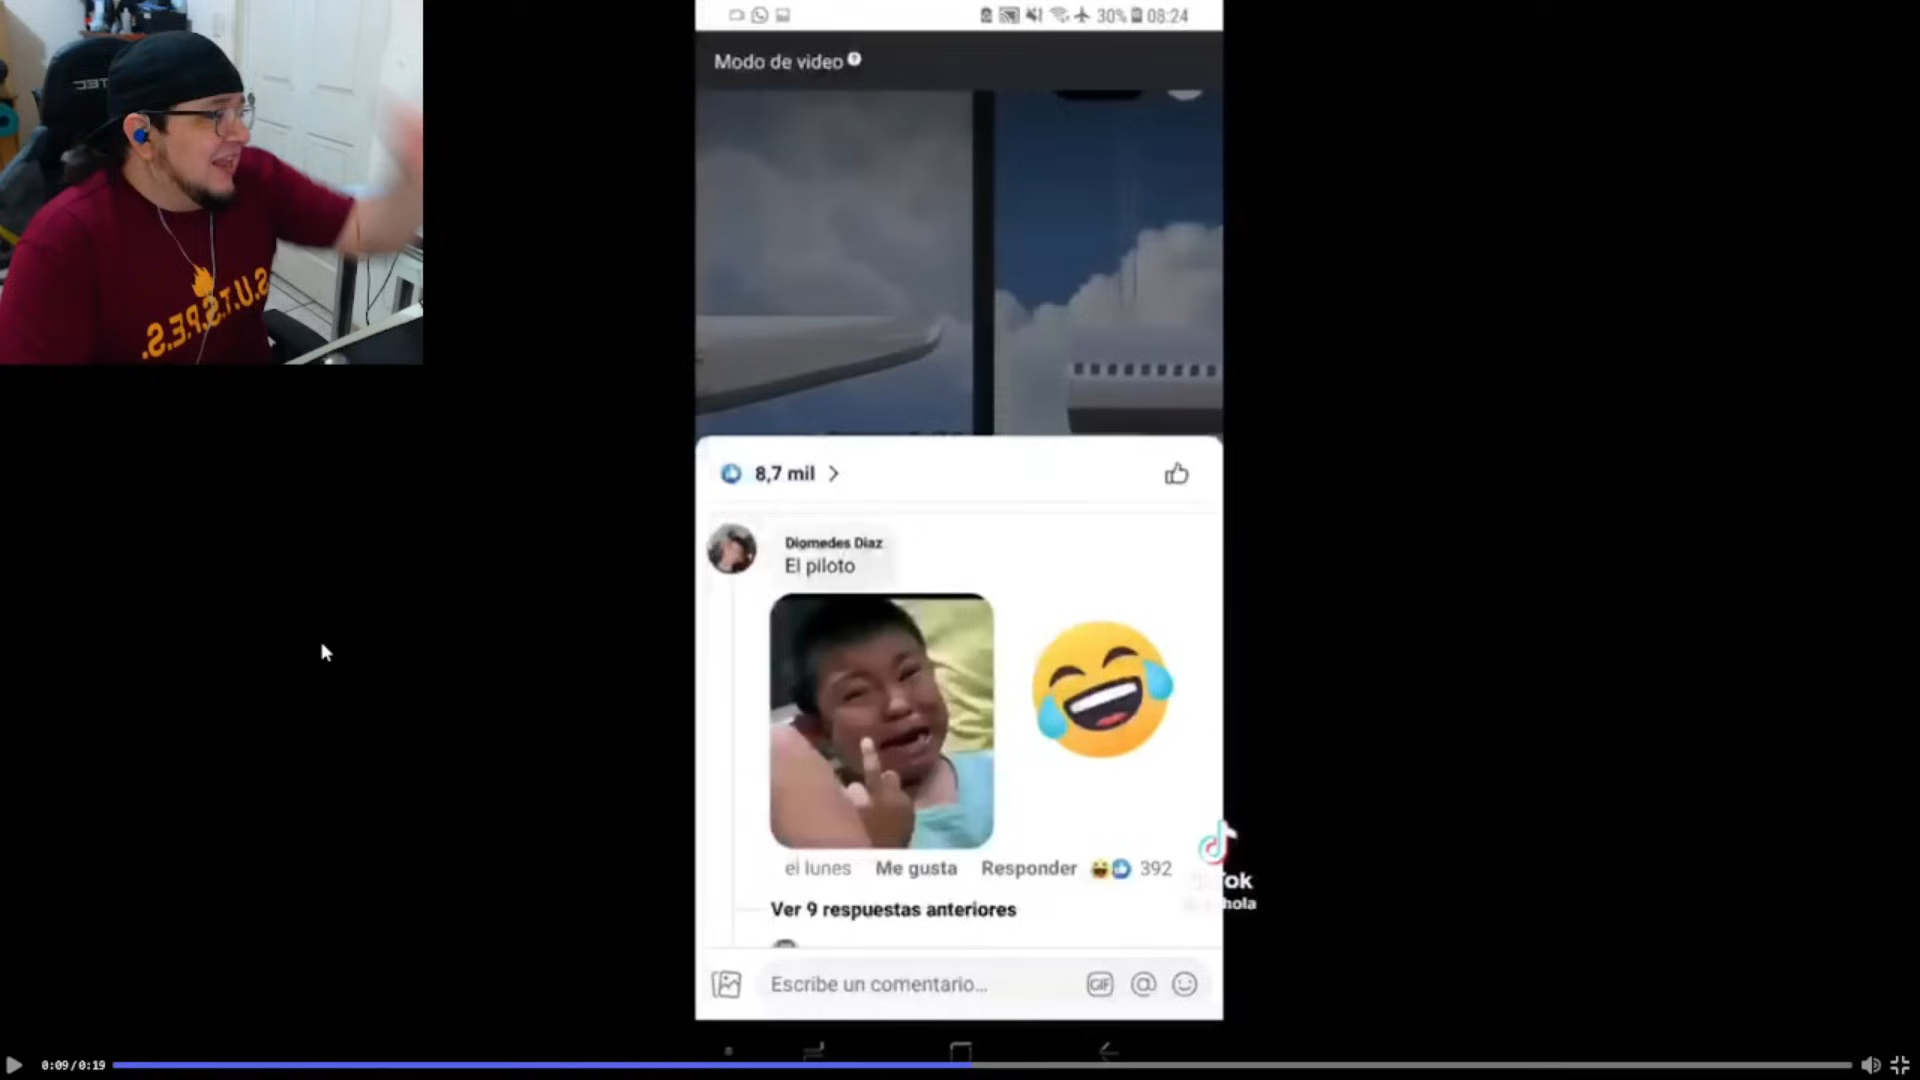 30% 08:24
Modo de video
S.U.T.S.P.E.S.
8,7 mil
Diomedes Diaz
El piloto
el lunes Me gusta Responder 392
Ver 9 respuestas anteriores
Escribe un comentario...
GIF @
0:09/0:19